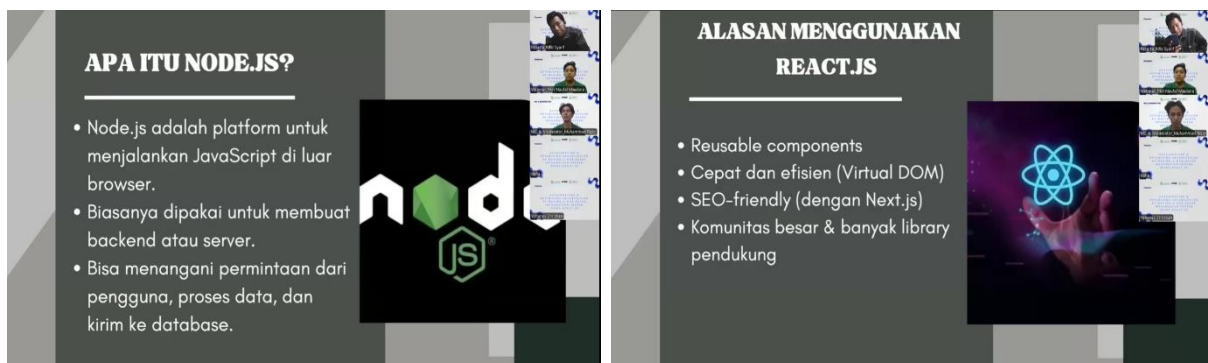 APA ITU NODE.JS?
• Node.js adalah platform untuk
menjalankan JavaScript di luar
browser.
• Biasanya dipakai untuk membuat
backend atau server.
• Bisa menangani permintaan dari
pengguna, proses data, dan
kirim ke database.
node
JS
ALASAN MENGGUNAKAN
REACT.JS
• Reusable components
• Cepat dan efisien (Virtual DOM)
• SEO-friendly (dengan Next.js)
• Komunitas besar & banyak library
pendukung